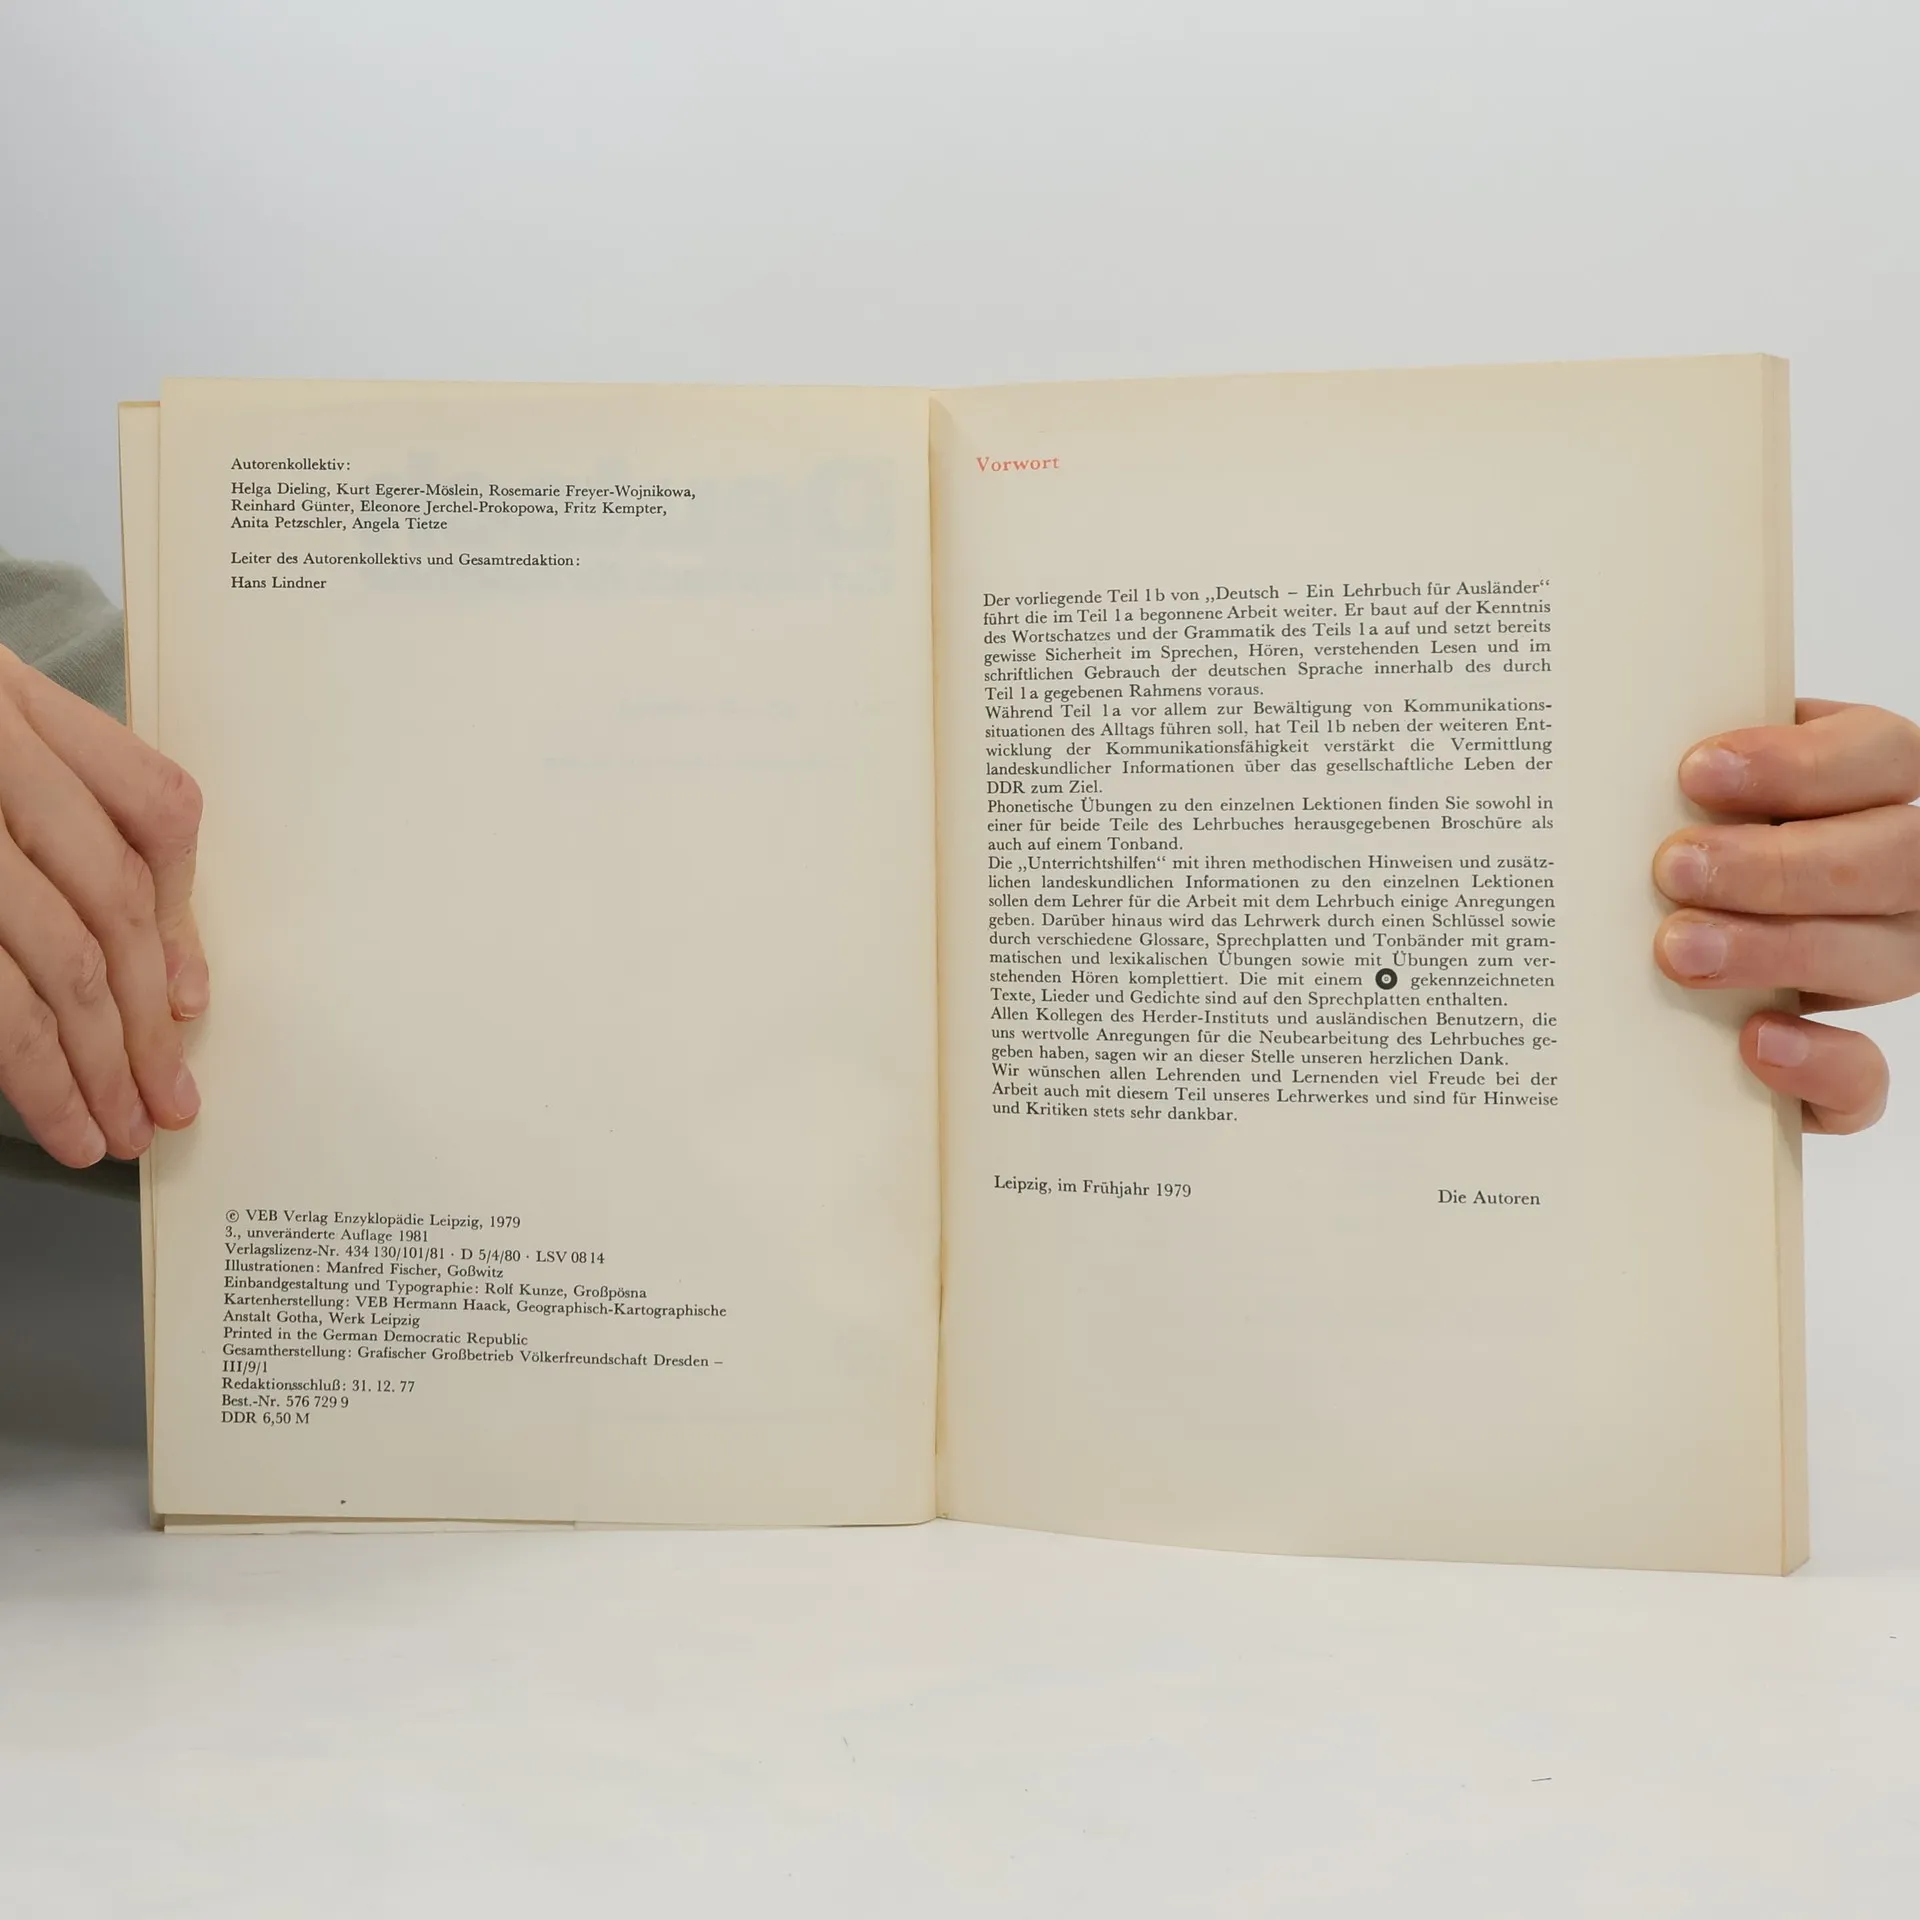 Autorenkollektiv:
Helga Dieling, Kurt Egerer-Möslein, Rosemarie Freyer-Wojnikowa,
Reinhard Günter, Eleonore Jerchel-Prokopowa, Fritz Kempter,
Anita Petzschler, Angela Tietze
Leiter des Autorenkollektivs und Gesamtredaktion:
Hans Lindner
© VEB Verlag Enzyklopädie Leipzig, 1979
3., unveränderte Auflage 1981
Verlagslizenz-Nr. 434 130/101/81 · D 5/4/80 · LSV 0814
Illustrationen: Manfred Fischer, Goßwitz
Einbandgestaltung und Typographie: Rolf Kunze, Großpösna
Kartenherstellung: VEB Hermann Haack, Geographisch-Kartographische
Anstalt Gotha, Werk Leipzig
Printed in the German Democratic Republic
Gesamtherstellung: Grafischer Großbetrieb Völkerfreundschaft Dresden –
III/9/1
Redaktionsschluß: 31. 12. 77
Best.-Nr. 576 729 9
DDR 6,50 M
Vorwort
Der vorliegende Teil 1b von „Deutsch – Ein Lehrbuch für Ausländer“
führt die im Teil 1a begonnene Arbeit weiter. Er baut auf der Kenntnis
des Wortschatzes und der Grammatik des Teils 1a auf und setzt bereits
gewisse Sicherheit im Sprechen, Hören, verstehenden Lesen und im
schriftlichen Gebrauch der deutschen Sprache innerhalb des durch
Teil 1a gegebenen Rahmens voraus.
Während Teil 1a vor allem zur Bewältigung von Kommunikations-
situationen des Alltags führen soll, hat Teil 1b neben der weiteren Ent-
wicklung der Kommunikationsfähigkeit verstärkt die Vermittlung
landeskundlicher Informationen über das gesellschaftliche Leben der
DDR zum Ziel.
Phonetische Übungen zu den einzelnen Lektionen finden Sie sowohl in
einer für beide Teile des Lehrbuches herausgegebenen Broschüre als
auch auf einem Tonband.
Die „Unterrichtshilfen“ mit ihren methodischen Hinweisen und zusätz-
lichen landeskundlichen Informationen zu den einzelnen Lektionen
sollen dem Lehrer für die Arbeit mit dem Lehrbuch einige Anregungen
geben. Darüber hinaus wird das Lehrwerk durch einen Schlüssel sowie
durch verschiedene Glossare, Sprechplatten und Tonbänder mit gram-
matischen und lexikalischen Übungen sowie mit Übungen zum ver-
stehenden Hören komplettiert. Die mit einem gekennzeichneten
Texte, Lieder und Gedichte sind auf den Sprechplatten enthalten.
Allen Kollegen des Herder-Instituts und ausländischen Benutzern, die
uns wertvolle Anregungen für die Neubearbeitung des Lehrbuches ge-
geben haben, sagen wir an dieser Stelle unseren herzlichen Dank.
Wir wünschen allen Lehrenden und Lernenden viel Freude bei der
Arbeit auch mit diesem Teil unseres Lehrwerkes und sind für Hinweise
und Kritiken stets sehr dankbar.
Leipzig, im Frühjahr 1979
Die Autoren